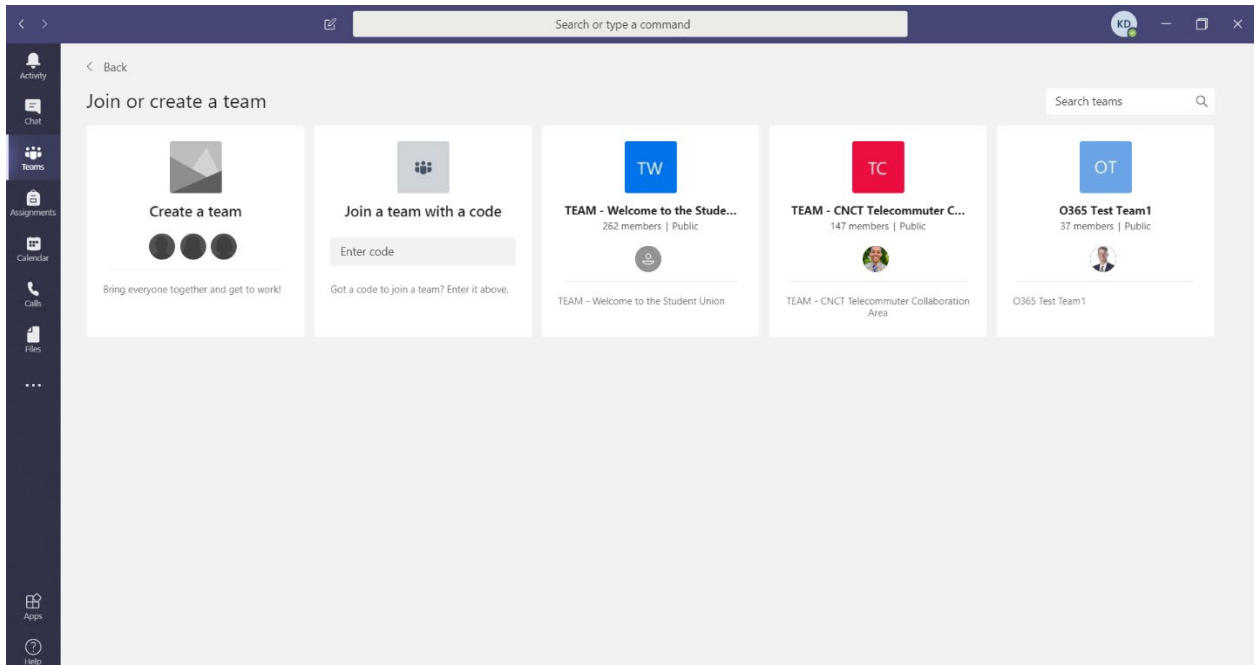 Search or type a command
KD
Activity
Chat
Teams
Assignments
Calendar
Calls
Files
Apps
Help
Back
Join or create a team
Search teams
Create a team
Bring everyone together and get to work!
Join a team with a code
Enter code
Got a code to join a team? Enter it above.
TW
TEAM - Welcome to the Stude...
262 members | Public
TEAM - Welcome to the Student Union
TC
TEAM - CNCT Telecommuter C...
147 members | Public
TEAM - CNCT Telecommuter Collaboration
Area
OT
O365 Test Team1
37 members | Public
O365 Test Team1